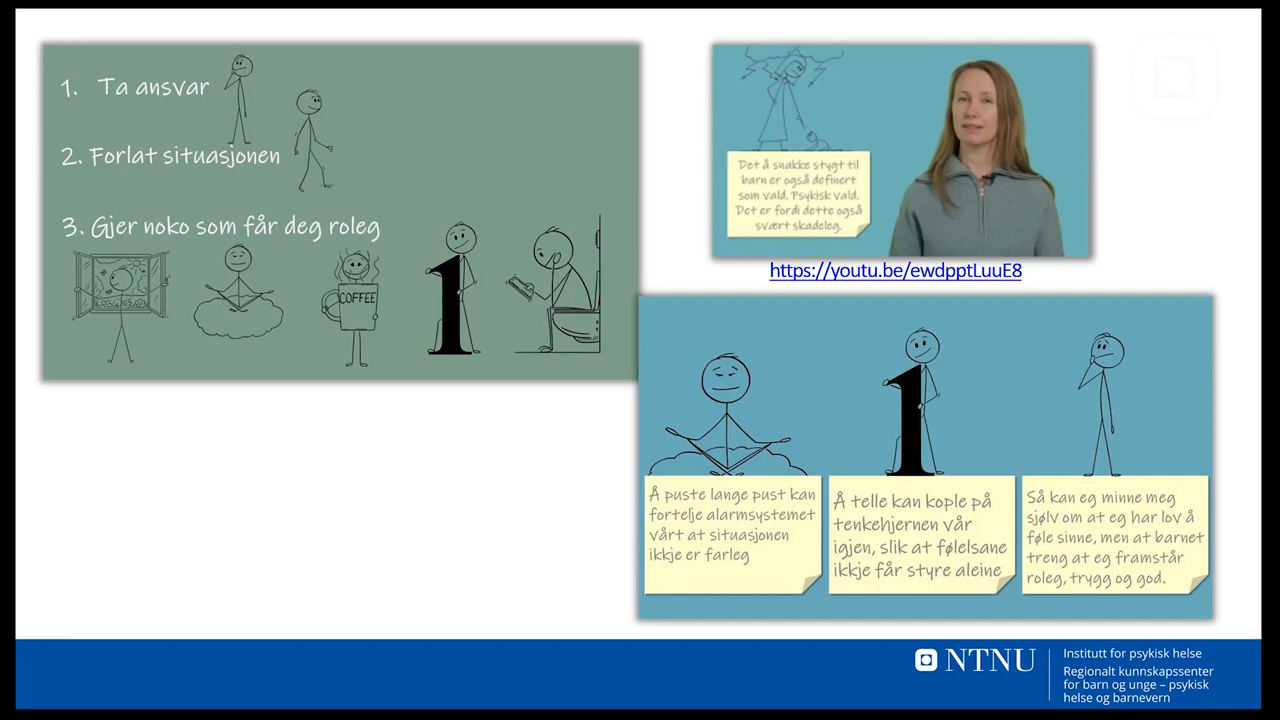 1. Ta ansvar
2. Forlat situasjonen
3. Gjer noko som får deg roleg
COFFEE
1
Det å snakke stygt til
barn er også definert
som vald. Psykisk vald.
Det er fordi dette også
svært skadeleg.
https://youtu.be/ewdpptLuuE8
1
Å puste lange pust kan
fortelje alarmsystemet
vårt at situasjonen
ikkje er farleg
Å telle kan kople på
tenkehjernen vår
igjen, slik at følelsane
ikkje får styre aleine
Så kan eg minne meg
sjølv om at eg har lov å
føle sinne, men at barnet
treng at eg framstår
roleg, trygg og god.
NTNU
Institutt for psykisk helse
Regionalt kunnskapssenter
for barn og unge – psykisk
helse og barnevern